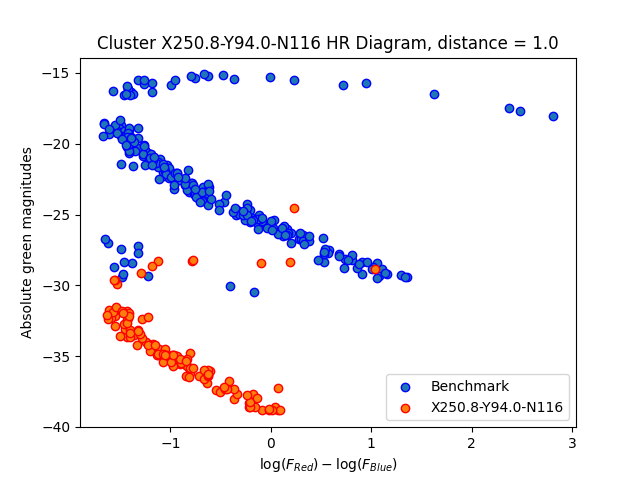 Cluster X250.8-Y94.0-N116 HR Diagram, distance = 1.0
Absolute green magnitudes
−15
−20
−25
−30
−35
−40
−1
0
1
2
3
log(F_Red) − log(F_Blue)
Benchmark
X250.8-Y94.0-N116